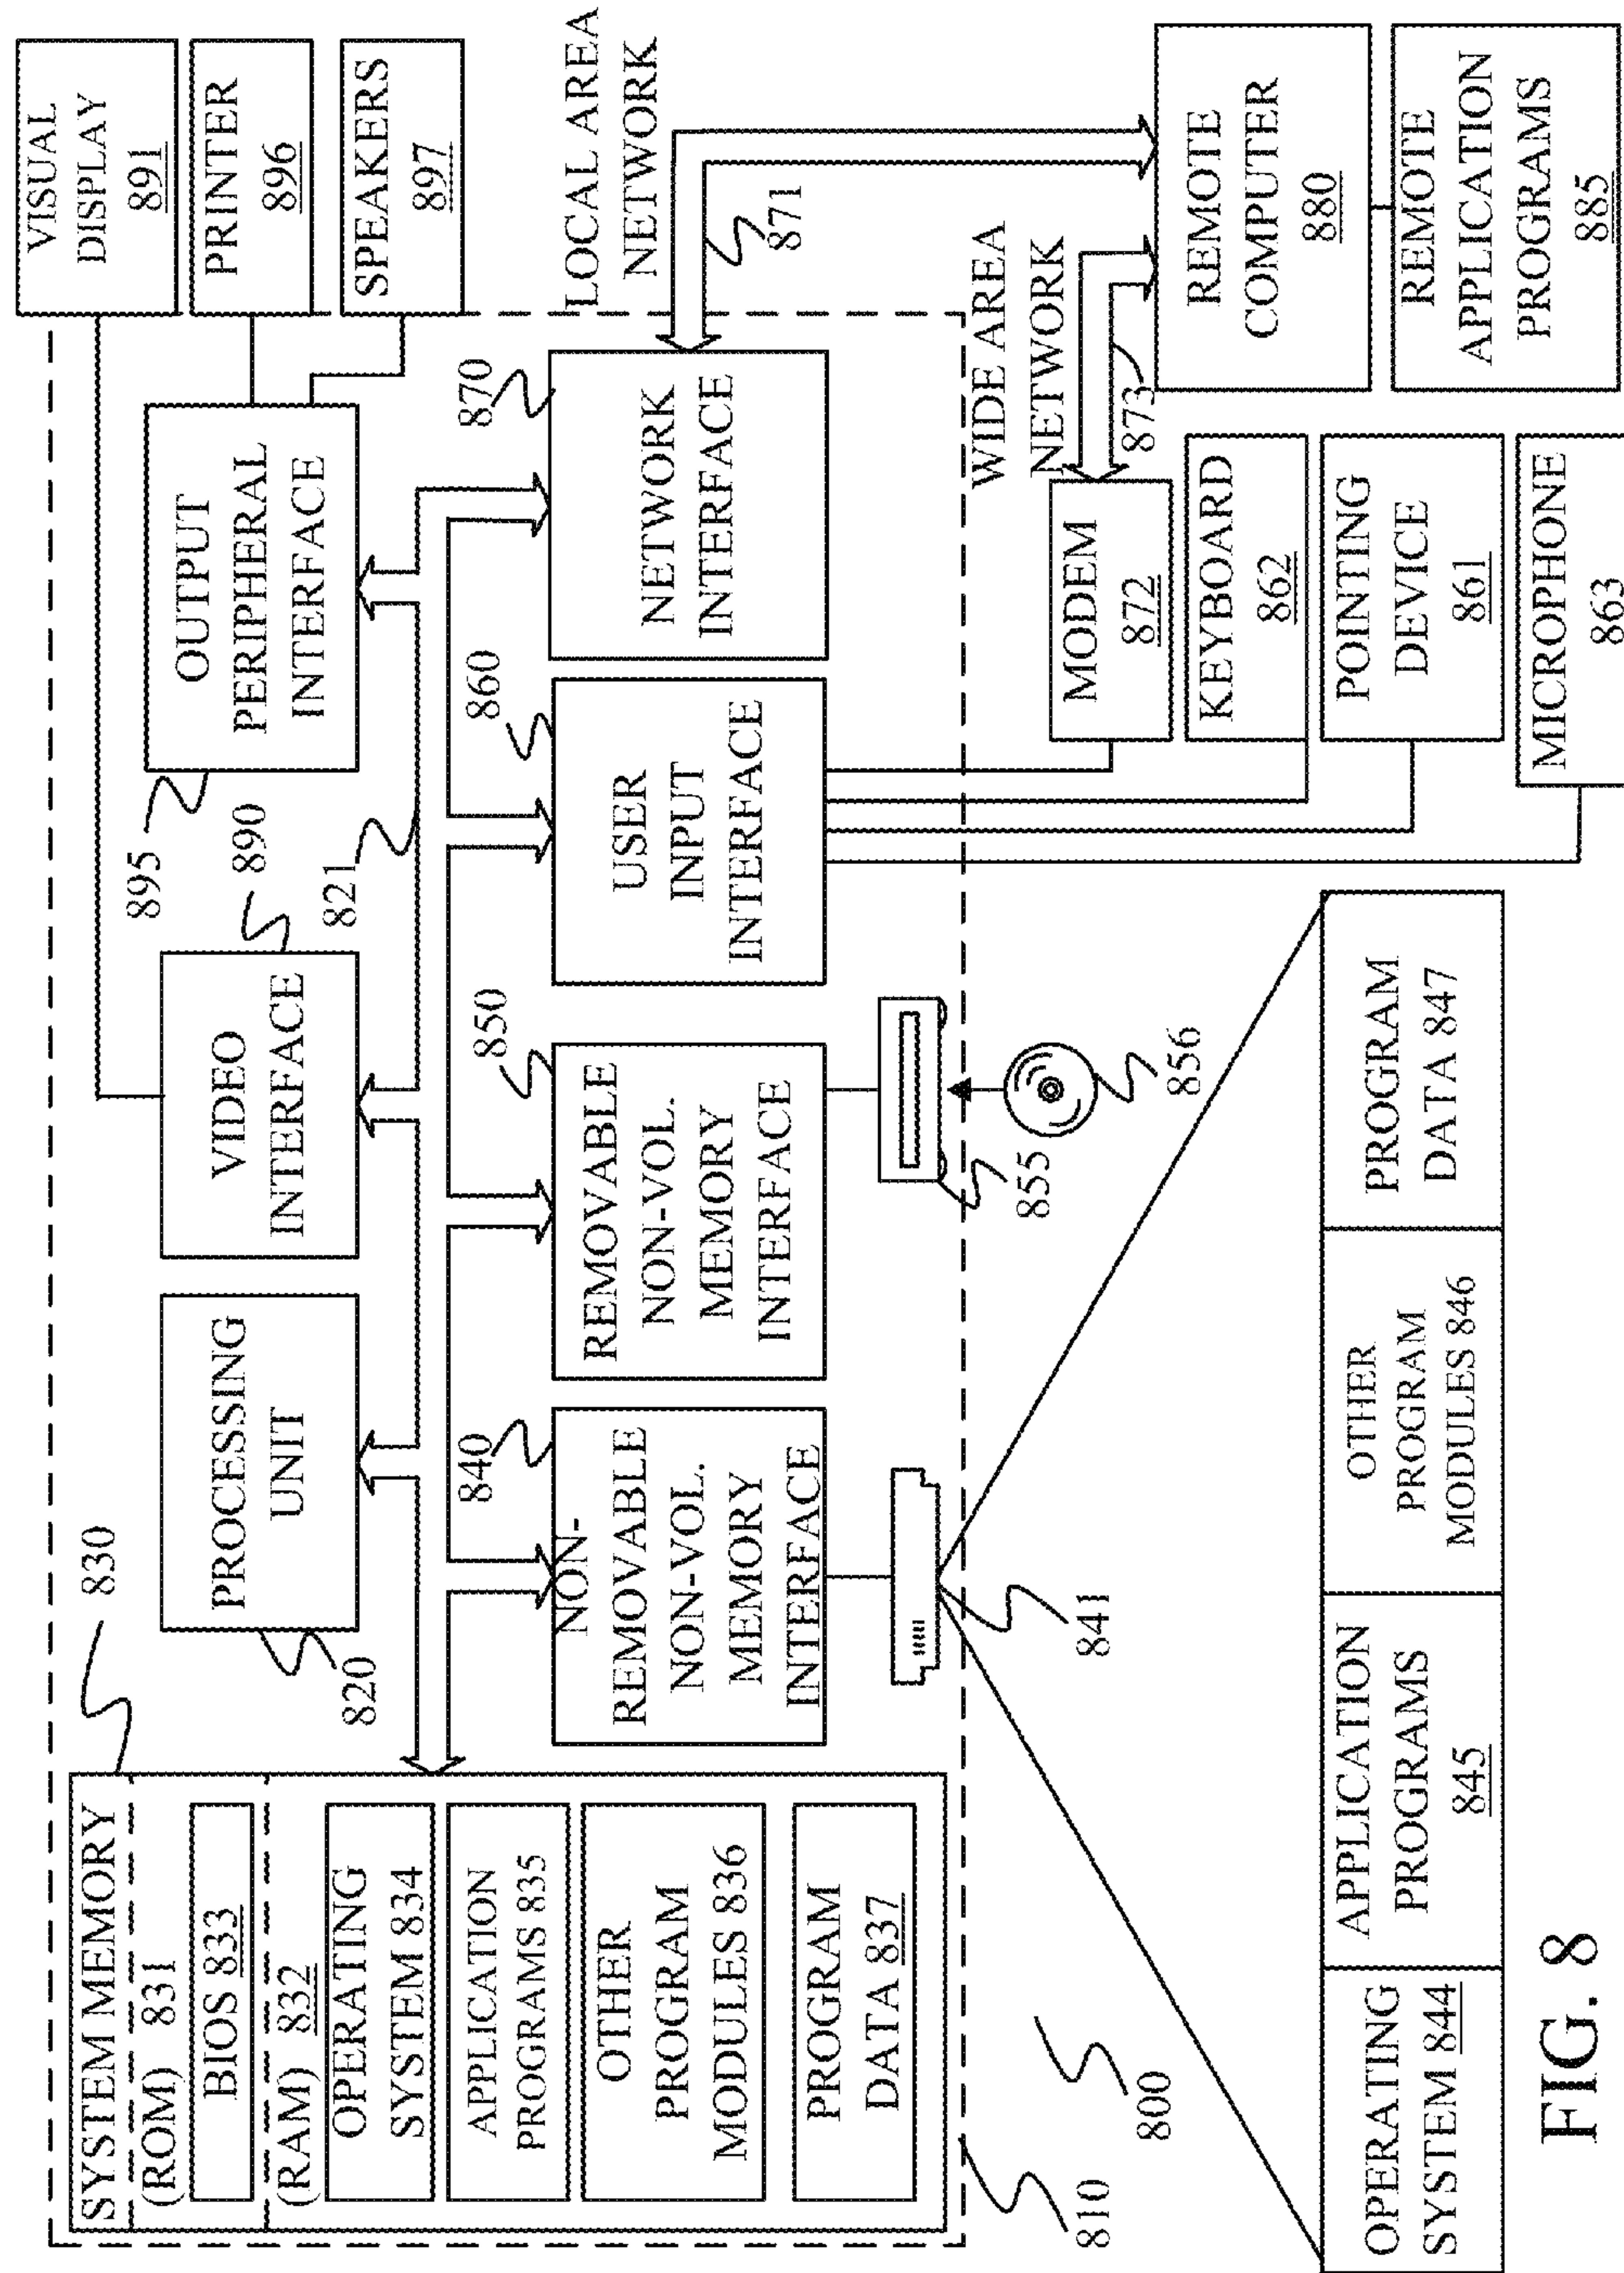 SYSTEM MEMORY
(ROM) 831
BIOS 833
(RAM) 832
OPERATING
SYSTEM 834
APPLICATION
PROGRAMS 835
OTHER
PROGRAM
MODULES 836
PROGRAM
DATA 837
830
PROCESSING
UNIT
820
VIDEO
INTERFACE
890
OUTPUT
PERIPHERAL
INTERFACE
895
821
VISUAL
DISPLAY
891
PRINTER
896
SPEAKERS
897
840
NON-
REMOVABLE
NON-VOL.
MEMORY
INTERFACE
850
REMOVABLE
NON-VOL.
MEMORY
INTERFACE
860
USER
INPUT
INTERFACE
870
NETWORK
INTERFACE
LOCAL AREA
NETWORK
871
810
800
841
855
856
WIDE AREA
NETWORK
873
MODEM
872
KEYBOARD
862
POINTING
DEVICE
861
MICROPHONE
863
REMOTE
COMPUTER
880
REMOTE
APPLICATION
PROGRAMS
885
OPERATING
SYSTEM 844
APPLICATION
PROGRAMS
845
OTHER
PROGRAM
MODULES 846
PROGRAM
DATA 847
FIG. 8